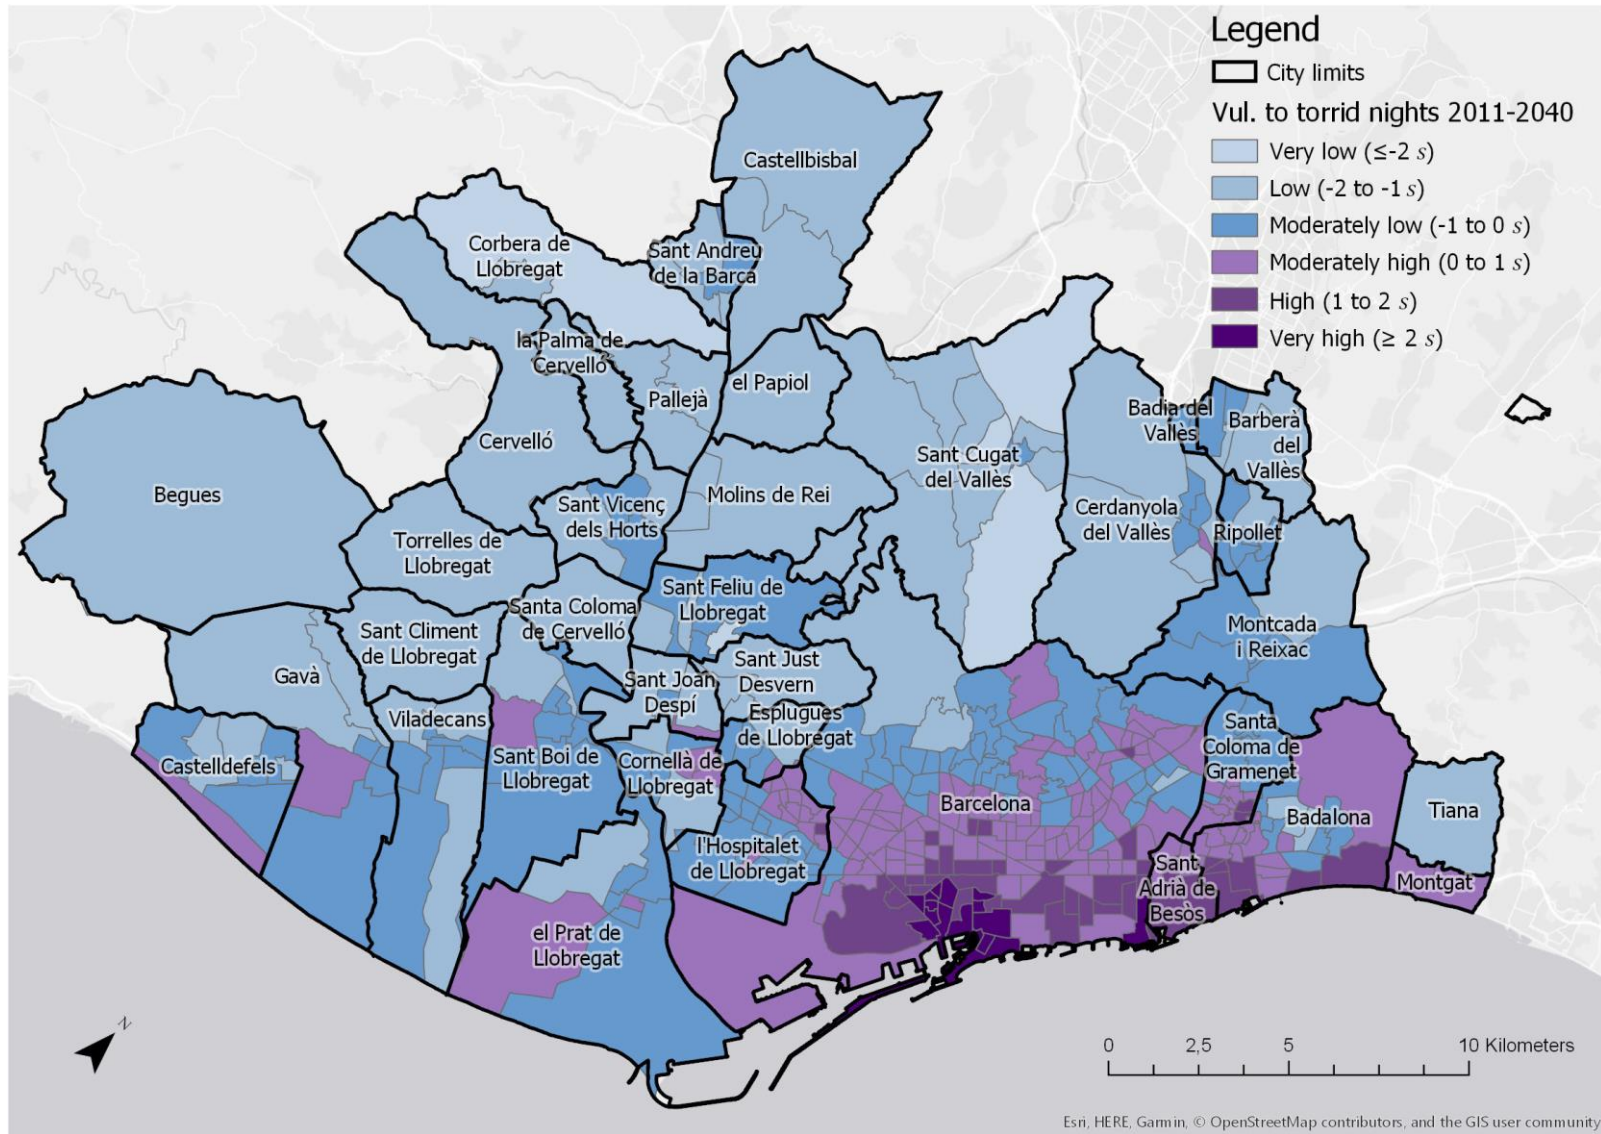 Legend
City limits
Vul. to torrid nights 2011-2040
Very low (≤-2 s)
Low (-2 to -1 s)
Moderately low (-1 to 0 s)
Moderately high (0 to 1 s)
High (1 to 2 s)
Very high (≥ 2 s)
Castellbisbal
Corbera de
Llobregat
Sant Andreu
de la Barca
la Palma de
Cervelló
Pallejà
el Papiol
Cervelló
Begues
Badia del
Vallès
Barberà
del
Vallès
Sant Cugat
del Vallès
Molins de Rei
Sant Vicenç
dels Horts
Cerdanyola
del Vallès
Ripollet
Torrelles de
Llobregat
Sant Feliu de
Llobregat
Santa Coloma
de Cervelló
Sant Climent
de Llobregat
Montcada
i Reixac
Gavà
Sant Just
Desvern
Sant Joan
Despí
Viladecans
Esplugues
de Llobregat
Santa
Coloma de
Gramenet
Castelldefels
Sant Boi de
Llobregat
Cornellà de
Llobregat
Barcelona
Badalona
Tiana
l'Hospitalet
de Llobregat
Sant
Adrià de
Besòs
Montgat
el Prat de
Llobregat
N
0 2,5 5 10 Kilometers
Esri, HERE, Garmin, © OpenStreetMap contributors, and the GIS user community